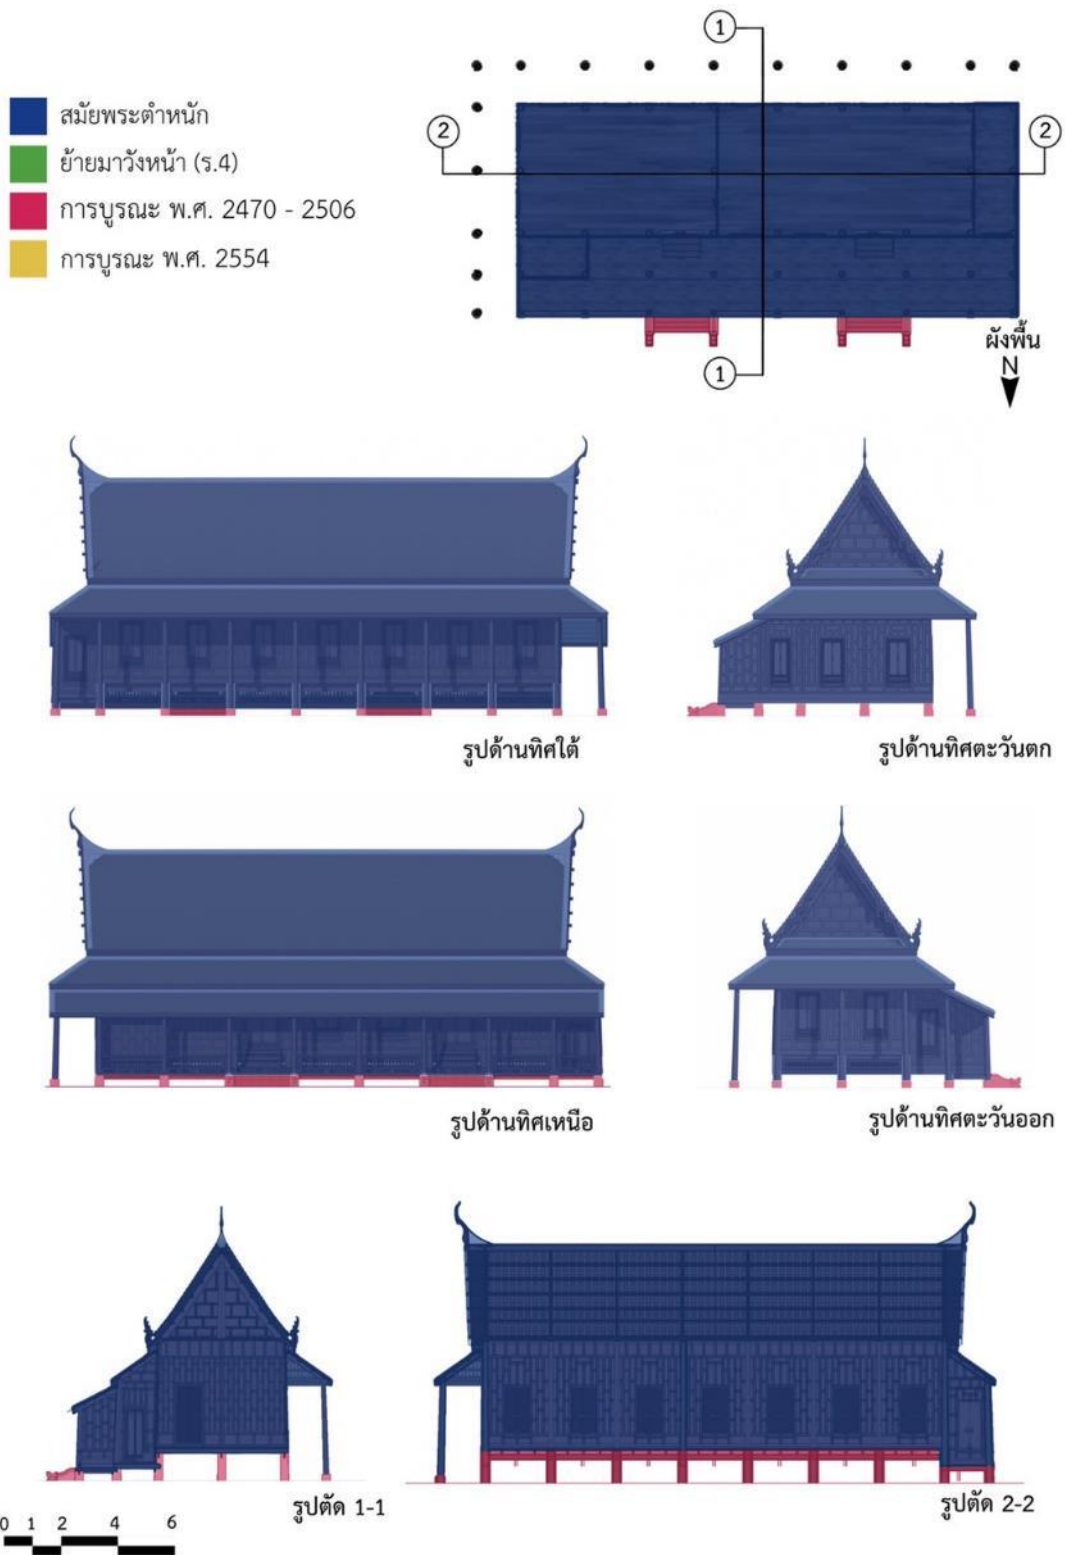 1
2
2
1
สมัยพระตำหนัก
ย้ายมาวังหน้า (ร.4)
การบูรณะ พ.ศ. 2470 - 2506
การบูรณะ พ.ศ. 2554
ผังพื้น
N
รูปด้านทิศใต้
รูปด้านทิศตะวันตก
รูปด้านทิศเหนือ
รูปด้านทิศตะวันออก
รูปตัด 1-1
รูปตัด 2-2
0 1 2 4 6